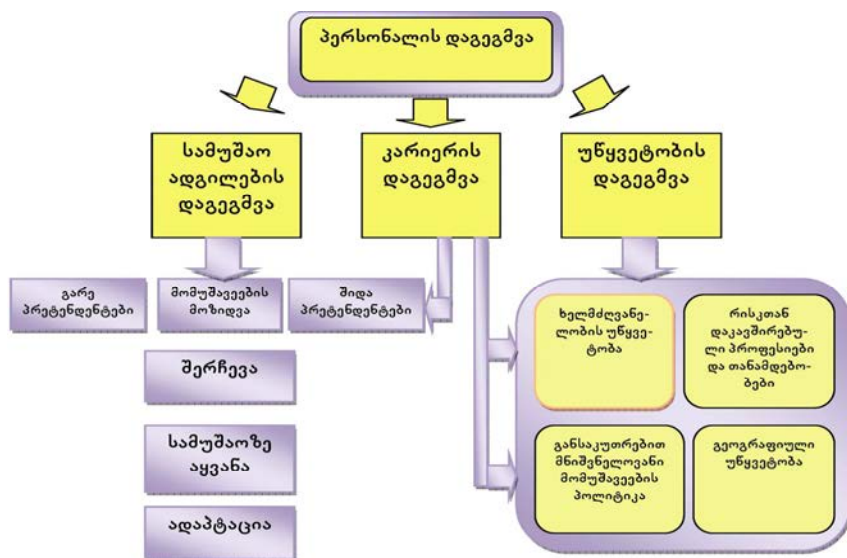 პერსონალის დაგეგმვა
სამუშაო
ადგილების
დაგეგმვა
კარიერის
დაგეგმვა
უწყვეტობის
დაგეგმვა
გარე
პრეტენდენტები
მომუშავეების
მოზიდვა
შიდა
პრეტენდენტები
შერჩევა
სამუშაოზე
აყვანა
ადაპტაცია
ხელმძღვანე-
ლობის უწყვე-
ტობა
რისკთან
დაკავშირებუ-
ლი პროფესიები
და თანამდებო-
ბები
განსაკუთრებით
მნიშვნელოვანი
მომუშავეების
პოლიტიკა
გეოგრაფიული
უწყვეტობა